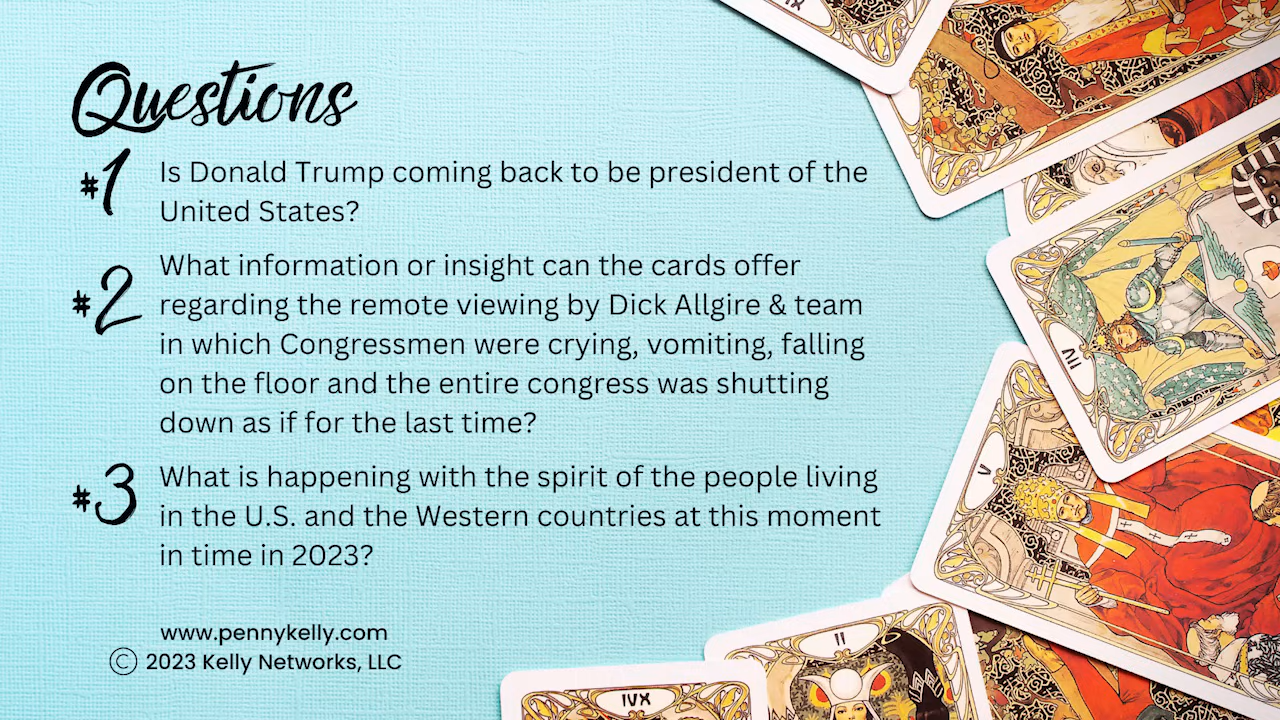 Questions
#1 Is Donald Trump coming back to be president of the
United States?
#2 What information or insight can the cards offer
regarding the remote viewing by Dick Allgire & team
in which Congressmen were crying, vomiting, falling
on the floor and the entire congress was shutting
down as if for the last time?
#3 What is happening with the spirit of the people living
in the U.S. and the Western countries at this moment
in time in 2023?
www.pennykelly.com
© 2023 Kelly Networks, LLC
V
II